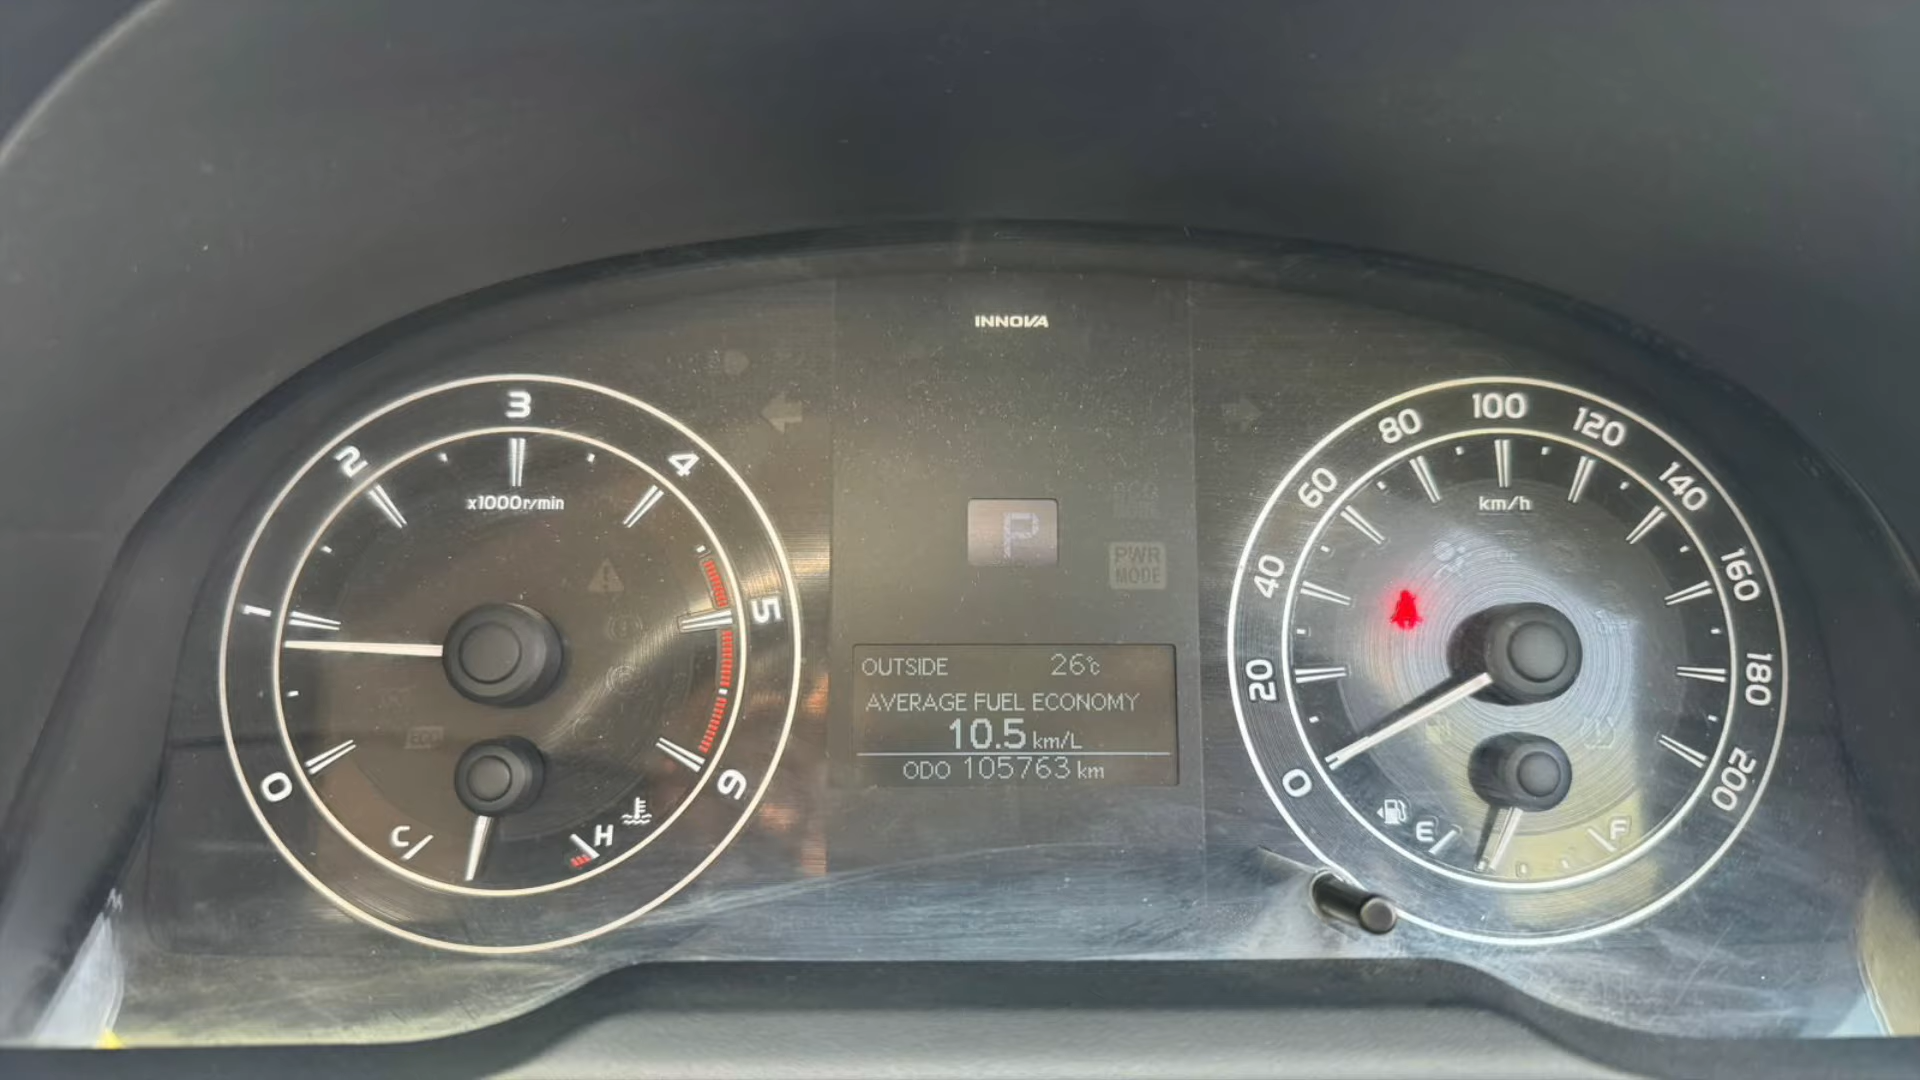 INNOVA
0
1
2
3
4
5
6
x1000r/min
C
H
ECO
P
PWR
MODE
OUTSIDE 26℃
AVERAGE FUEL ECONOMY
10.5 km/L
ODO 105763 km
0
20
40
60
80
100
120
140
160
180
200
km/h
E
F